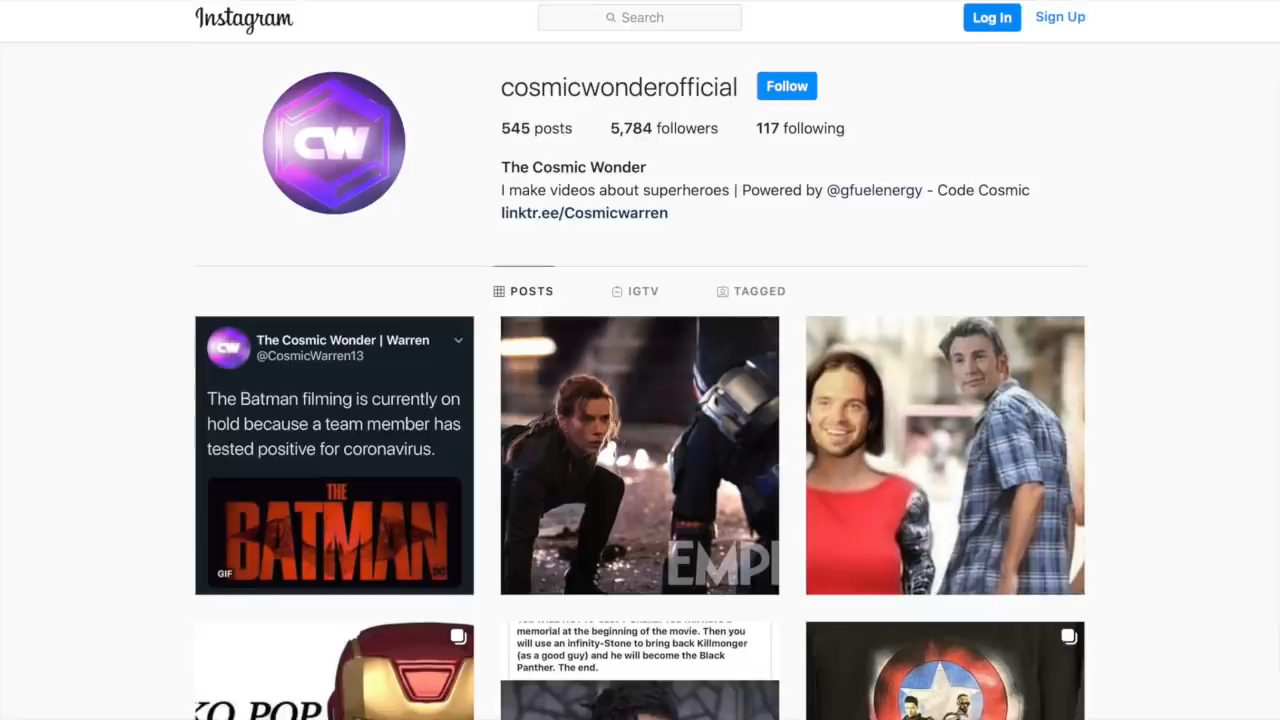 Instagram
Search
Log In
Sign Up
CW
cosmicwonderofficial
Follow
545 posts
5,784 followers
117 following
The Cosmic Wonder
I make videos about superheroes | Powered by @gfuelenergy - Code Cosmic
linktr.ee/Cosmicwarren
POSTS
IGTV
TAGGED
CW
The Cosmic Wonder | Warren
@CosmicWarren13
The Batman filming is currently on
hold because a team member has
tested positive for coronavirus.
THE
BATMAN
GIF
EMPI
memorial at the beginning of the movie. Then you
will use an infinity-Stone to bring back Killmonger
(as a good guy) and he will become the Black
Panther. The end.
KO POP